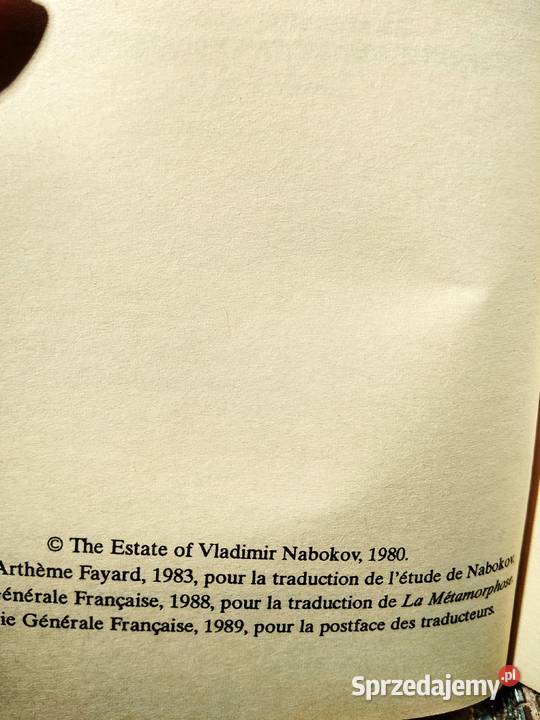 © The Estate of Vladimir Nabokov, 1980.
Arthème Fayard, 1983, pour la traduction de l'étude de Nabokov.
Générale Française, 1988, pour la traduction de La Métamorphose.
ie Générale Française, 1989, pour la postface des traducteurs.
Sprzedajemy.pl